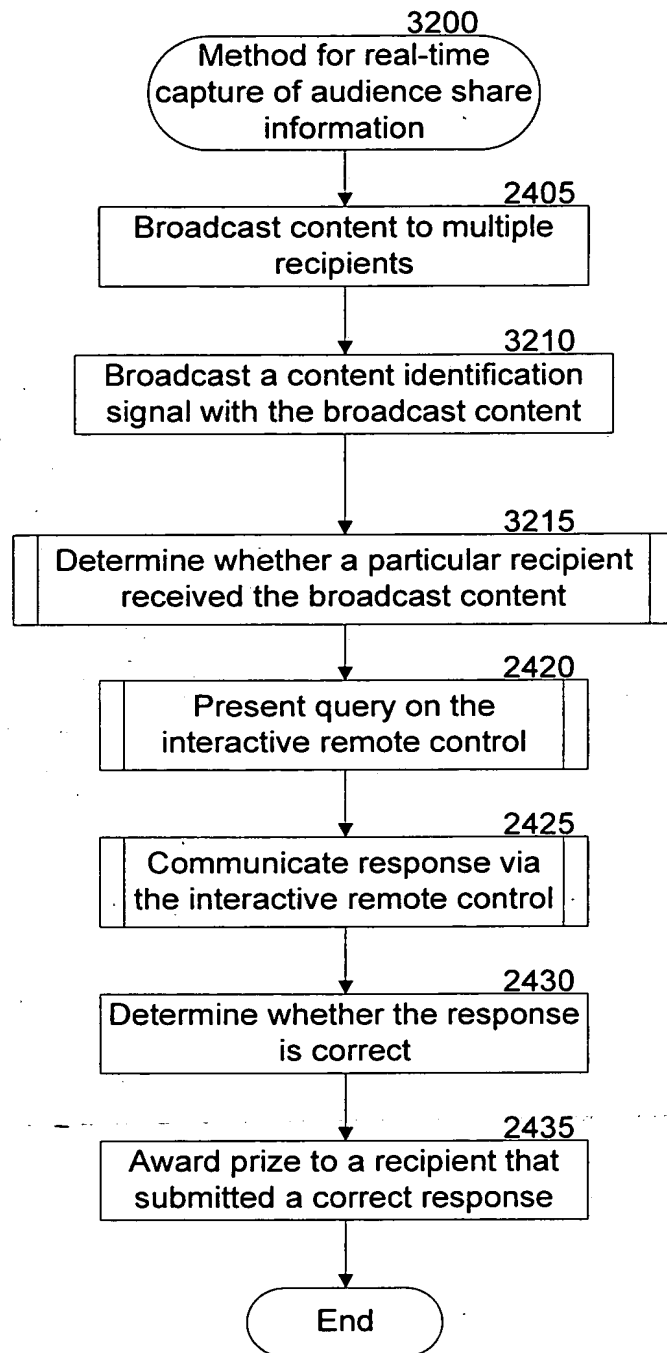 3200
Method for real-time
capture of audience share
information
2405
Broadcast content to multiple
recipients
3210
Broadcast a content identification
signal with the broadcast content
3215
Determine whether a particular recipient
received the broadcast content
2420
Present query on the
interactive remote control
2425
Communicate response via
the interactive remote control
2430
Determine whether the response
is correct
2435
Award prize to a recipient that
submitted a correct response
End